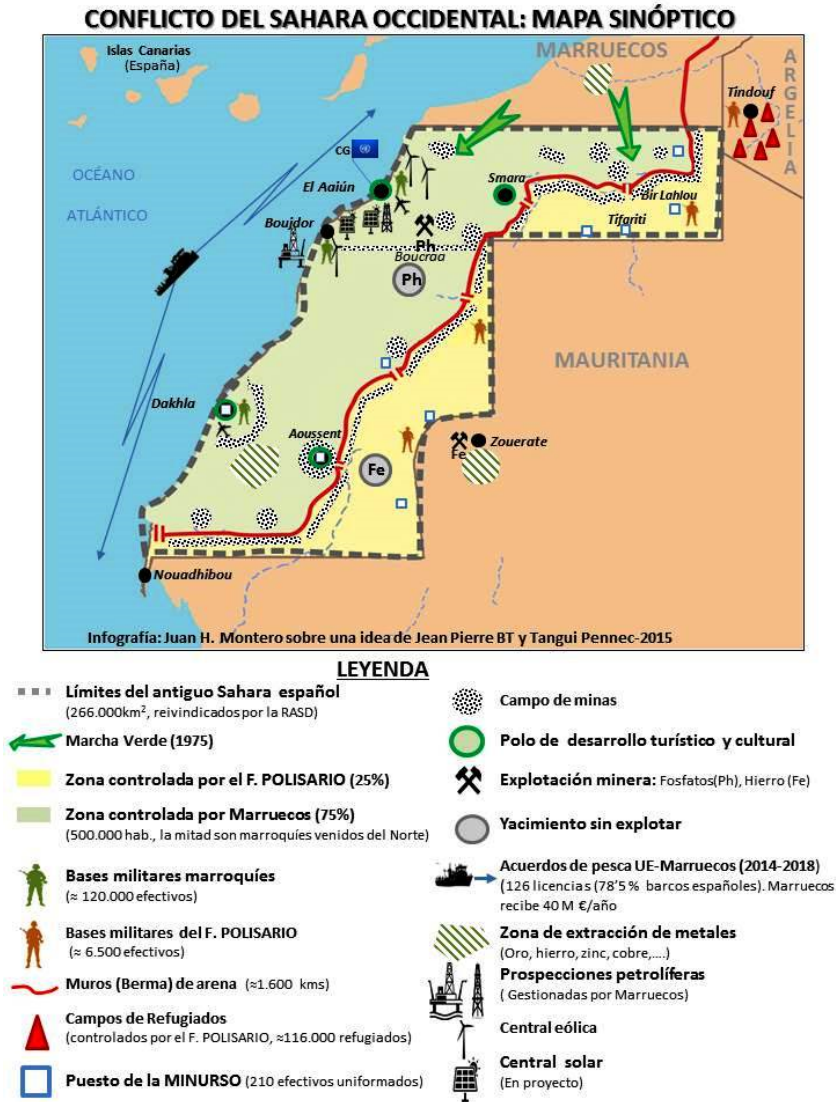 CONFLICTO DEL SAHARA OCCIDENTAL: MAPA SINÓPTICO
Islas Canarias
(España)
MARRUECOS
ARGELIA
Tindouf
CG
OCÉANO
ATLÁNTICO
El Aaiún
Smara
Bir Lahlou
Tifariti
Boujdor
Ph
Boucraa
Ph
MAURITANIA
Dakhla
Aoussent
Zouerate
Fe
Fe
Nouadhibou
Infografía: Juan H. Montero sobre una idea de Jean Pierre BT y Tangui Pennec-2015
LEYENDA
Límites del antiguo Sahara español
(266.000km², reivindicados por la RASD)
Marcha Verde (1975)
Zona controlada por el F. POLISARIO (25%)
Zona controlada por Marruecos (75%)
(500.000 hab., la mitad son marroquíes venidos del Norte)
Bases militares marroquíes
(≈ 120.000 efectivos)
Bases militares del F. POLISARIO
(≈ 6.500 efectivos)
Muros (Berma) de arena (≈1.600 kms)
Campos de Refugiados
(controlados por el F. POLISARIO, ≈116.000 refugiados)
Puesto de la MINURSO (210 efectivos uniformados)
Campo de minas
Polo de desarrollo turístico y cultural
Explotación minera: Fosfatos(Ph), Hierro (Fe)
Yacimiento sin explotar
Acuerdos de pesca UE-Marruecos (2014-2018)
(126 licencias (78'5 % barcos españoles). Marruecos
recibe 40 M €/año
Zona de extracción de metales
(Oro, hierro, zinc, cobre,....)
Prospecciones petrolíferas
( Gestionadas por Marruecos)
Central eólica
Central solar
(En proyecto)